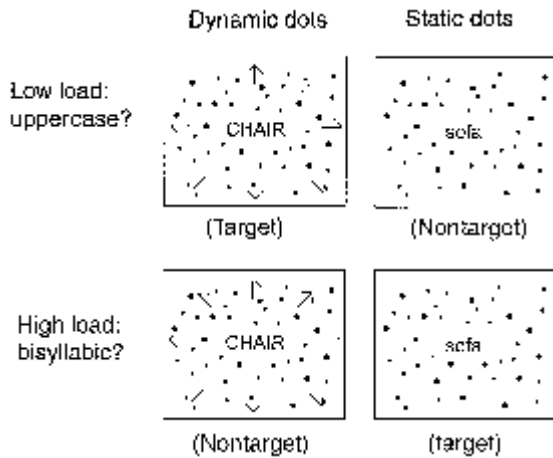 Dynamic dots Static dots
Low load:
uppercase?
CHAIR sofa
(Target) (Nontarget)
High load:
bisyllabic?
CHAIR sofa
(Nontarget) (target)